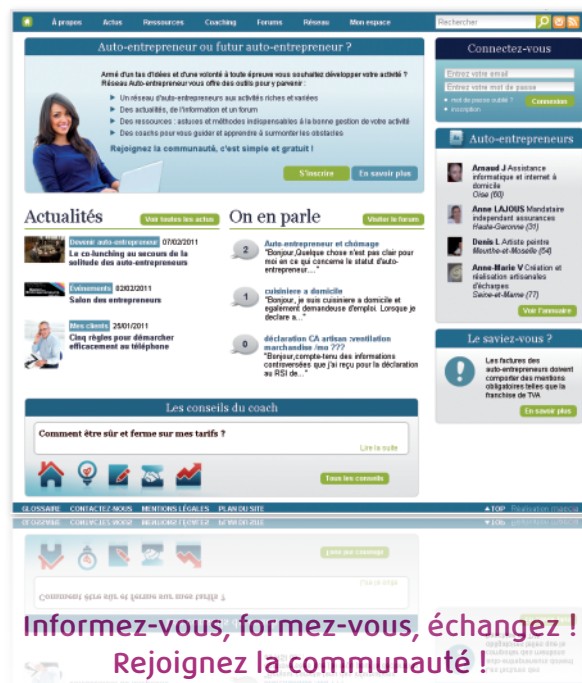 À propos Actus Ressources Coaching Forums Réseau Mon espace Rechercher
Auto-entrepreneur ou futur auto-entrepreneur ?
Armé d'un tas d'idées et d'une volonté à toute épreuve vous souhaitez développer votre activité ?
Réseau Auto-Entrepreneur vous offre des outils pour y parvenir :
Un réseau d'auto-entrepreneurs aux activités riches et variées
Des actualités, de l'information et un forum
Des ressources : astuces et méthodes indispensables à la bonne gestion de votre activité
Des coachs pour vous guider et apprendre à surmonter les obstacles
Rejoignez la communauté, c'est simple et gratuit !
S'inscrire En savoir plus
Connectez-vous
Entrez votre email
Entrez votre mot de passe
mot de passe oublié ?
inscription
Connexion
Auto-entrepreneurs
Arnaud J Assistance
informatique et internet à
domicile
Oise (60)
Anne LAJOUS Mandataire
independant assurances
Haute-Garonne (31)
Denis L Artiste peintre
Meurthe-et-Moselle (54)
Anne-Marie V Création et
réalisation artisanales
d'écharpes
Seine-et-Marne (77)
Voir l'annuaire
Actualités Voir toutes les actus
Devenir auto-entrepreneur 07/02/2011
Le co-lunching au secours de la
solitude des auto-entrepreneurs
Événements 02/02/2011
Salon des entrepreneurs
Mes clients 25/01/2011
Cinq règles pour démarcher
efficacement au téléphone
On en parle Visiter le forum
2
Auto-entrepreneur et chômage
"Bonjour,Quelque chose n'est pas clair pour
moi en ce qui concerne le statut d'auto-
entrepreneur...."
1
cuisiniere a domicile
"Bonjour, je suis cuisiniere a domicile et
egalement demandeuse d'emploi. Lorsque je
declare a..."
0
déclaration CA artisan :ventilation
marchandise /mo ???
"Bonjour,compte-tenu des informations
controversées que j'ai reçu pour la déclaration
au RSI de..."
Le saviez-vous ?
Les factures des
auto-entrepreneurs doivent
comporter des mentions
obligatoires telles que la
franchise de TVA
En savoir plus
Les conseils du coach
Comment être sûr et ferme sur mes tarifs ?
Lire la suite
Tous les conseils
GLOSSAIRE CONTACTEZ-NOUS MENTIONS LÉGALES PLAN DU SITE TOP Réalisation maecia
Informez-vous, formez-vous, échangez !
Rejoignez la communauté !